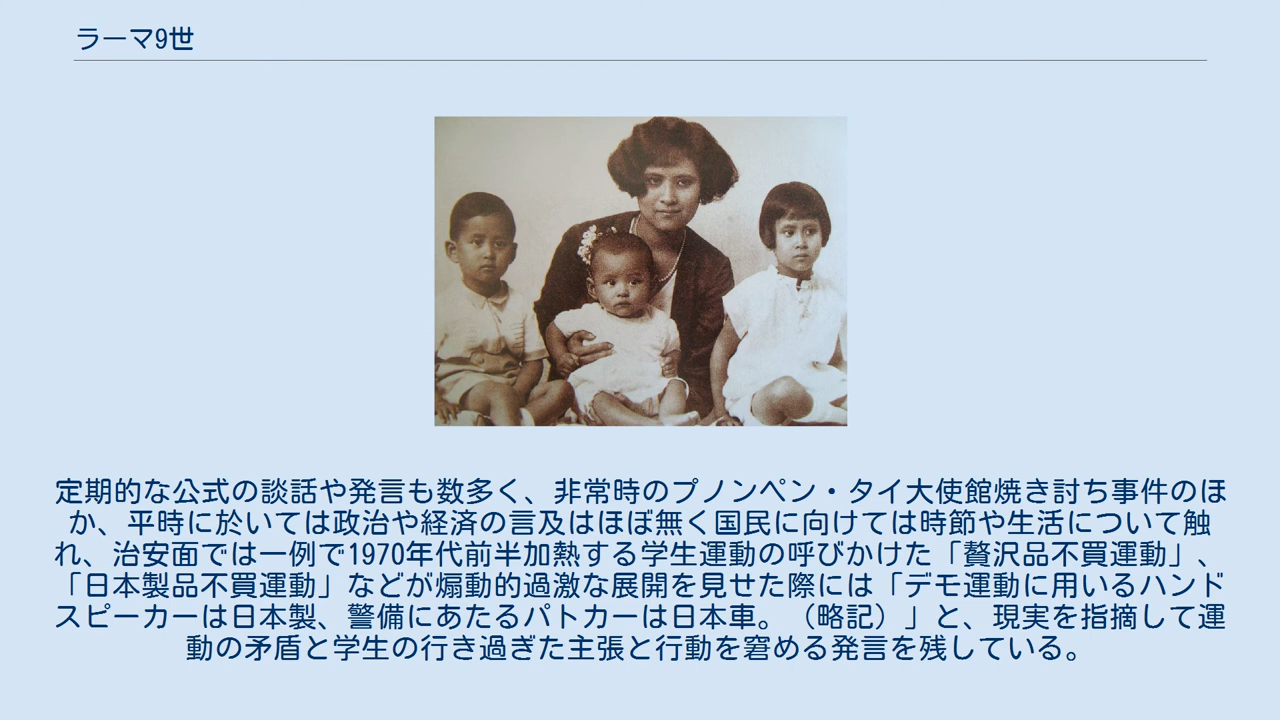 ラーマ9世
定期的な公式の談話や発言も数多く、非常時のプノンペン・タイ大使館焼き討ち事件のほ
か、平時に於いては政治や経済の言及はほぼ無く国民に向けては時節や生活について触
れ、治安面では一例で1970年代前半加熱する学生運動の呼びかけた「贅沢品不買運動」、
「日本製品不買運動」などが煽動的過激な展開を見せた際には「デモ運動に用いるハンド
スピーカーは日本製、警備にあたるパトカーは日本車。（略記）」と、現実を指摘して運
動の矛盾と学生の行き過ぎた主張と行動を窘める発言を残している。